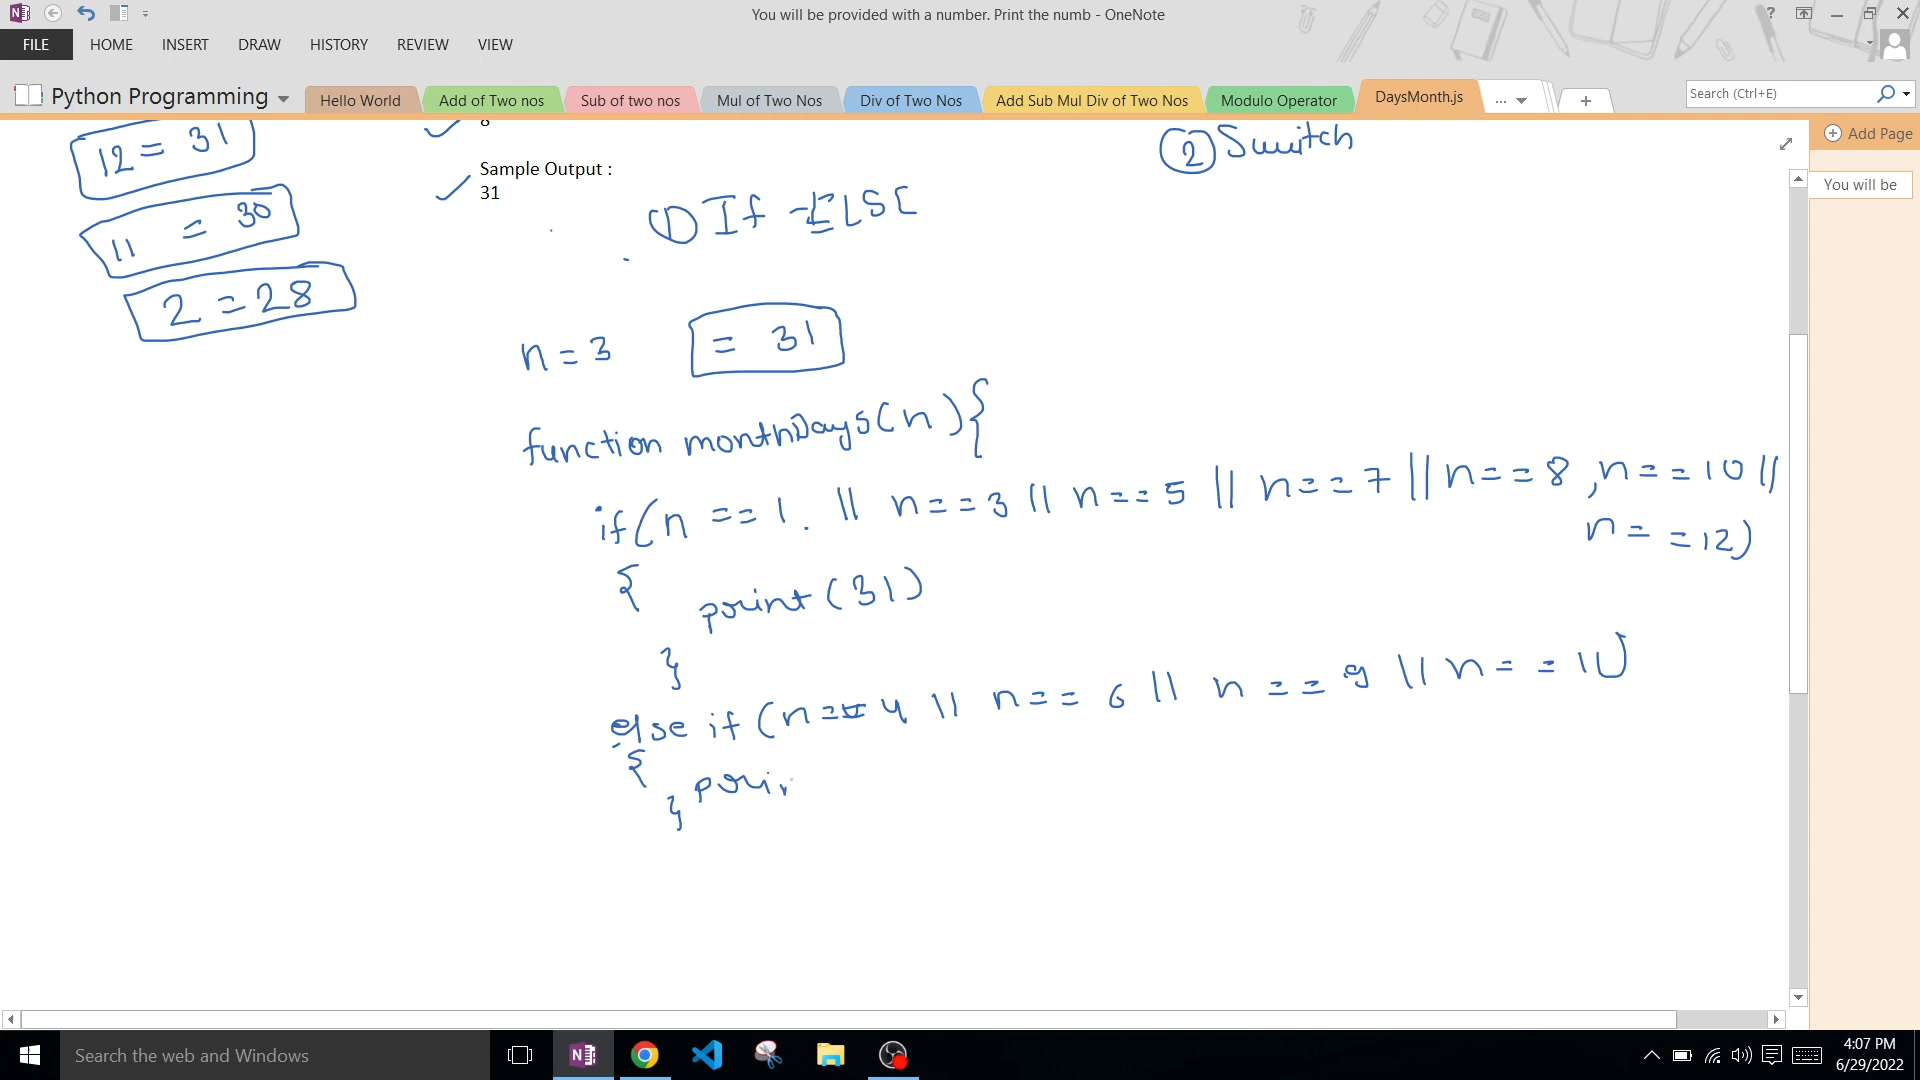 You will be provided with a number. Print the numb - OneNote
FILE HOME INSERT DRAW HISTORY REVIEW VIEW
Python Programming
Hello World
Add of Two nos
Sub of two nos
Mul of Two Nos
Div of Two Nos
Add Sub Mul Div of Two Nos
Modulo Operator
DaysMonth.js
...
Search (Ctrl+E)
Add Page
You will be
12 = 31
11 = 30
2 = 28
8
Sample Output :
31
② Switch
① If - ELSE
n = 3 = 31
function monthDays(n){
if(n == 1. || n == 3 || n == 5 || n == 7 || n == 8 , n == 10 ||
n == 12)
{
print (31)
}
else if (n == 4 || n == 6 || n == 9 || n == 11)
{
prin
}
Search the web and Windows
4:07 PM
6/29/2022